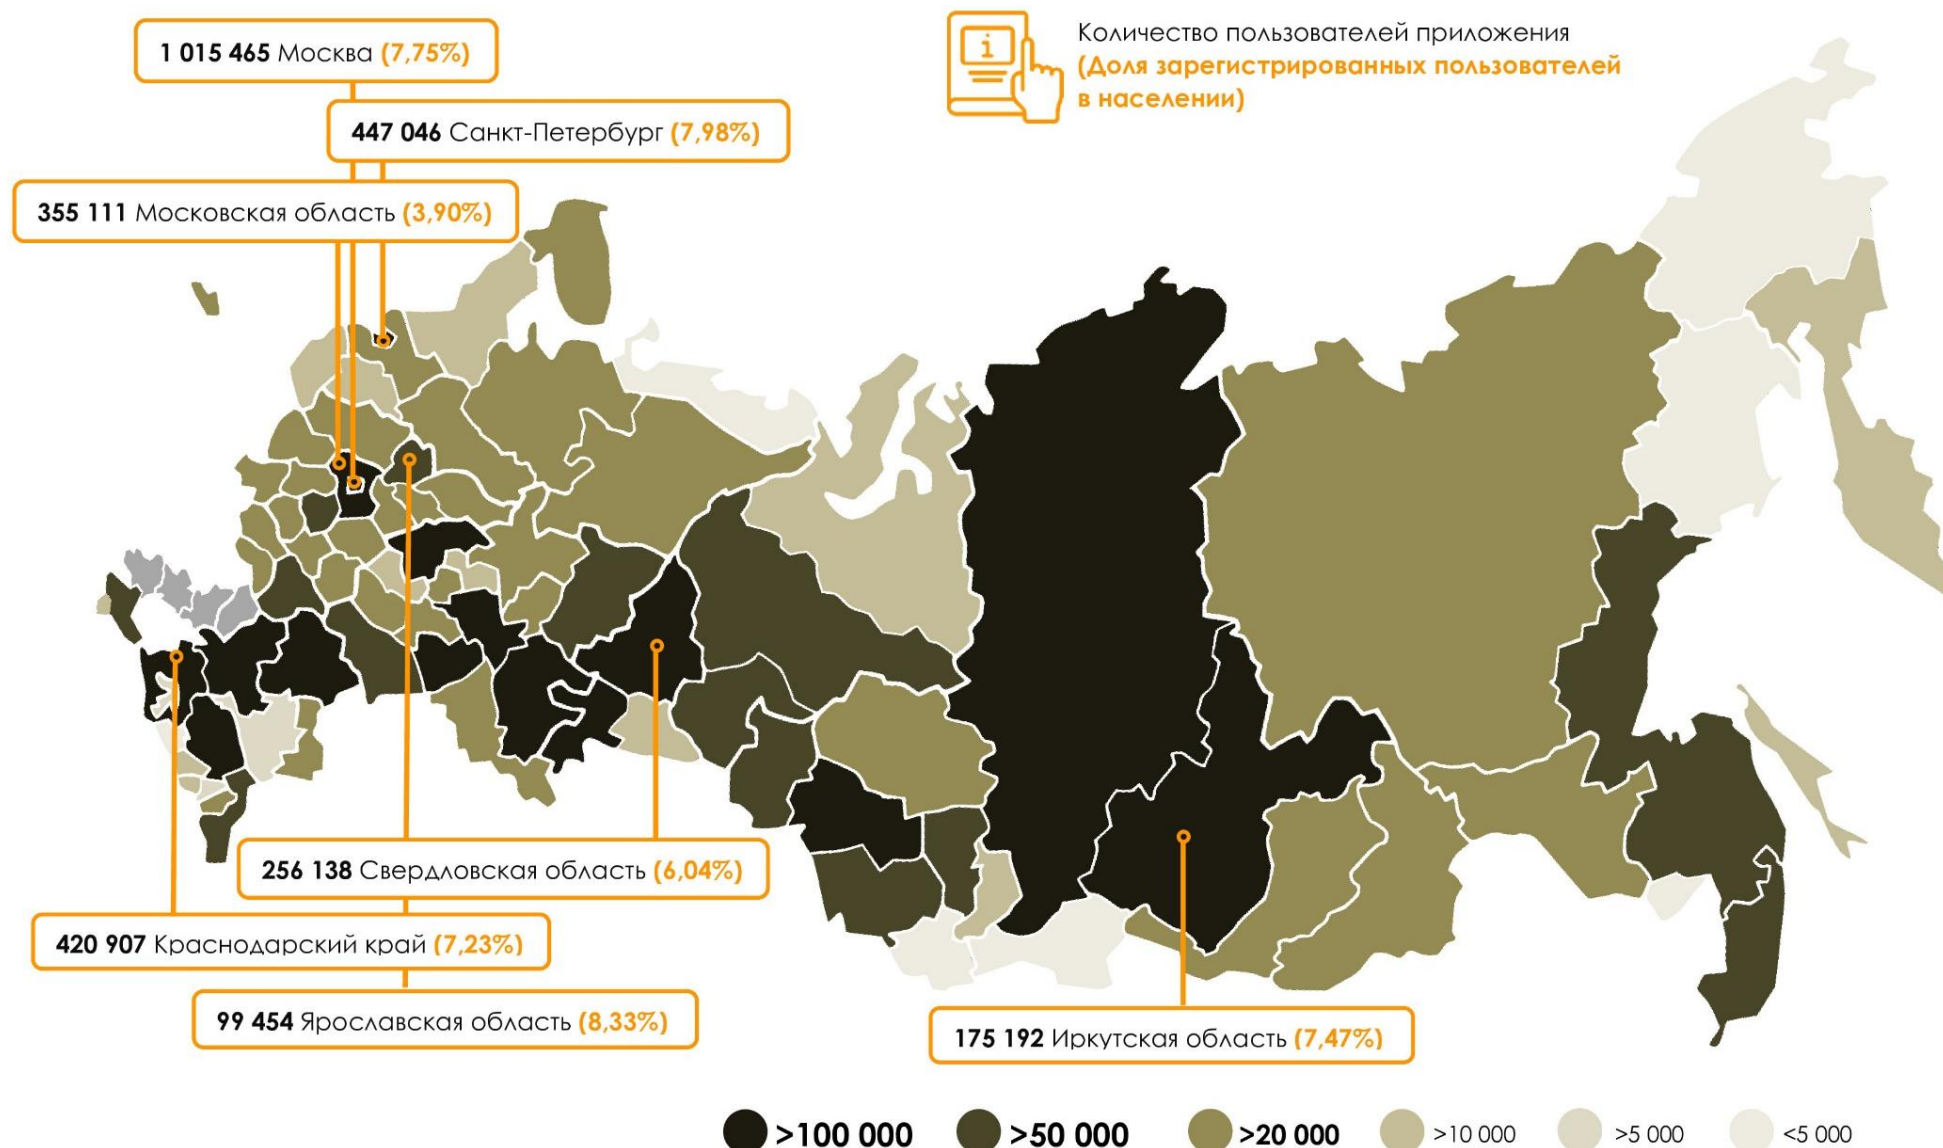 1 015 465 Москва (7,75%)
Количество пользователей приложения
(Доля зарегистрированных пользователей
в населении)
i
447 046 Санкт-Петербург (7,98%)
355 111 Московская область (3,90%)
256 138 Свердловская область (6,04%)
420 907 Краснодарский край (7,23%)
99 454 Ярославская область (8,33%)
175 192 Иркутская область (7,47%)
>100 000
>50 000
>20 000
>10 000
>5 000
<5 000